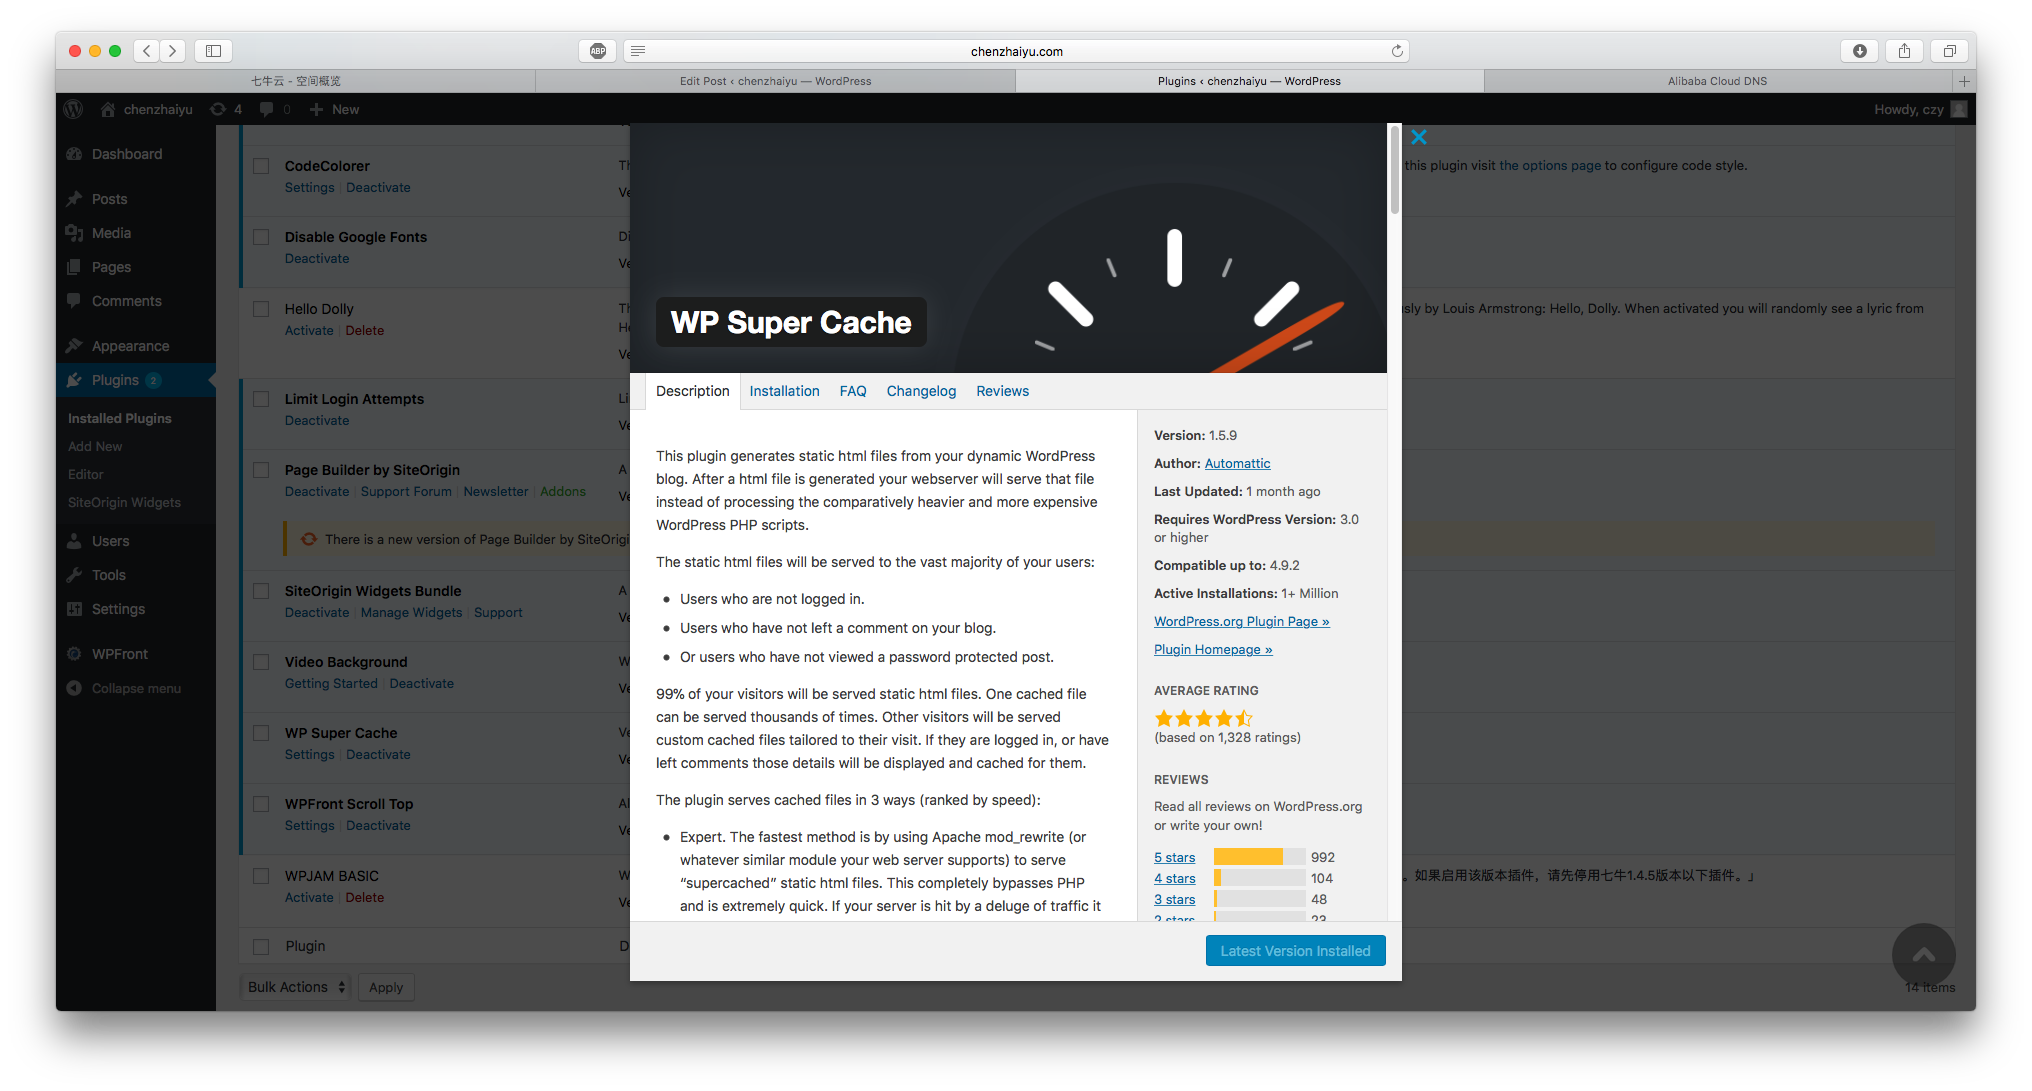 ABP
chenzhaiyu.com
七牛云 - 空间概览
Edit Post ‹ chenzhaiyu — WordPress
Plugins ‹ chenzhaiyu — WordPress
Alibaba Cloud DNS
chenzhaiyu
4
0
New
Howdy, czy
Dashboard
Posts
Media
Pages
Comments
Appearance
Plugins 2
Installed Plugins
Add New
Editor
SiteOrigin Widgets
Users
Tools
Settings
WPFront
Collapse menu
CodeColorer
Settings | Deactivate
this plugin visit the options page to configure code style.
Disable Google Fonts
Deactivate
Hello Dolly
Activate | Delete
sly by Louis Armstrong: Hello, Dolly. When activated you will randomly see a lyric from
Limit Login Attempts
Deactivate
Page Builder by SiteOrigin
Deactivate | Support Forum | Newsletter | Addons
There is a new version of Page Builder by SiteOrigi
SiteOrigin Widgets Bundle
Deactivate | Manage Widgets | Support
Video Background
Getting Started | Deactivate
WP Super Cache
Settings | Deactivate
WPFront Scroll Top
Settings | Deactivate
WPJAM BASIC
Activate | Delete
。如果启用该版本插件，请先停用七牛1.4.5版本以下插件。」
Plugin
Bulk Actions
Apply
14 items
WP Super Cache
Description
Installation
FAQ
Changelog
Reviews
This plugin generates static html files from your dynamic WordPress
blog. After a html file is generated your webserver will serve that file
instead of processing the comparatively heavier and more expensive
WordPress PHP scripts.
The static html files will be served to the vast majority of your users:
• Users who are not logged in.
• Users who have not left a comment on your blog.
• Or users who have not viewed a password protected post.
99% of your visitors will be served static html files. One cached file
can be served thousands of times. Other visitors will be served
custom cached files tailored to their visit. If they are logged in, or have
left comments those details will be displayed and cached for them.
The plugin serves cached files in 3 ways (ranked by speed):
• Expert. The fastest method is by using Apache mod_rewrite (or
whatever similar module your web server supports) to serve
“supercached” static html files. This completely bypasses PHP
and is extremely quick. If your server is hit by a deluge of traffic it
Version: 1.5.9
Author: Automattic
Last Updated: 1 month ago
Requires WordPress Version: 3.0
or higher
Compatible up to: 4.9.2
Active Installations: 1+ Million
WordPress.org Plugin Page »
Plugin Homepage »
AVERAGE RATING
(based on 1,328 ratings)
REVIEWS
Read all reviews on WordPress.org
or write your own!
5 stars 992
4 stars 104
3 stars 48
2 stars 23
Latest Version Installed